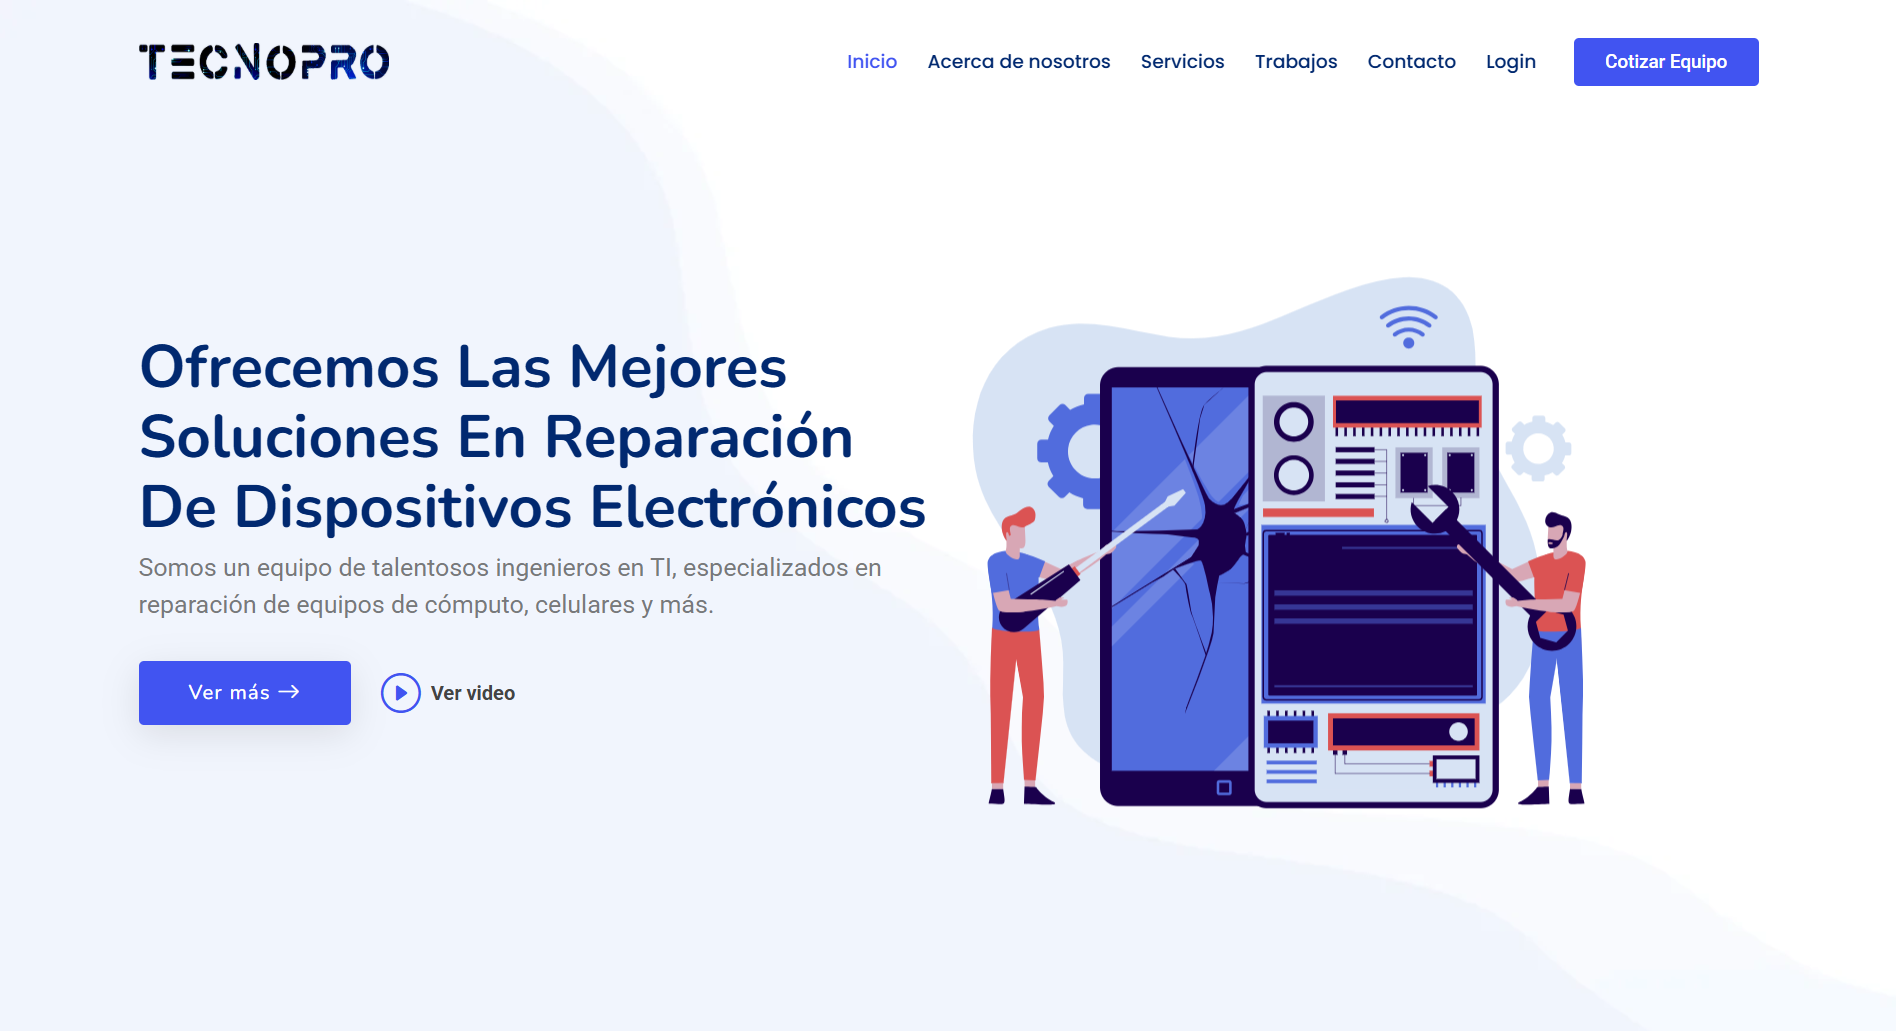 TECNOPRO
Inicio Acerca de nosotros Servicios Trabajos Contacto Login Cotizar Equipo
Ofrecemos Las Mejores
Soluciones En Reparación
De Dispositivos Electrónicos
Somos un equipo de talentosos ingenieros en TI, especializados en
reparación de equipos de cómputo, celulares y más.
Ver más → Ver video